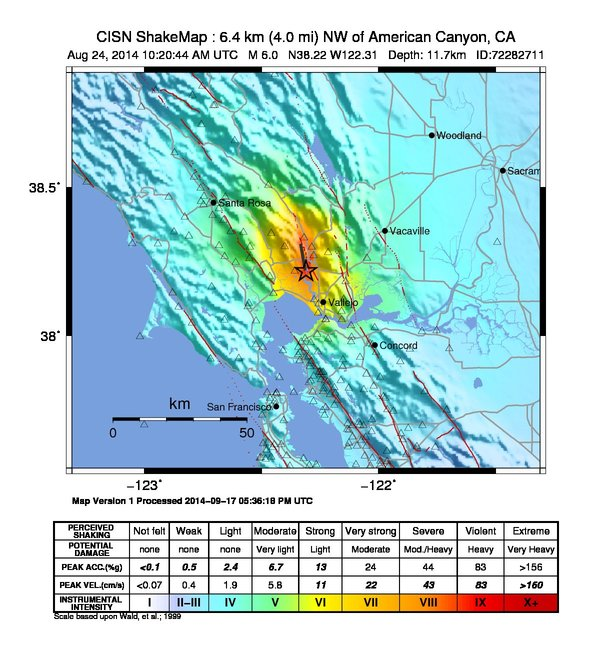 CISN ShakeMap : 6.4 km (4.0 mi) NW of American Canyon, CA
Aug 24, 2014 10:20:44 AM UTC M 6.0 N38.22 W122.31 Depth: 11.7km ID:72282711
Woodland
38.5°
Sacram
Santa Rosa
Vacaville
Vallejo
38°
Concord
km
San Francisco
0 50
−123° −122°
Map Version 1 Processed 2014−09−17 05:36:19 PM UTC
PERCEIVED SHAKING Not felt Weak Light Moderate Strong Very strong Severe Violent Extreme
POTENTIAL DAMAGE none none none Very light Light Moderate Mod./Heavy Heavy Very Heavy
PEAK ACC.(%g) <0.1 0.5 2.4 6.7 13 24 44 83 >156
PEAK VEL.(cm/s) <0.07 0.4 1.9 5.8 11 22 43 83 >160
INSTRUMENTAL INTENSITY I II−III IV V VI VII VIII IX X+
Scale based upon Wald, et al.; 1999